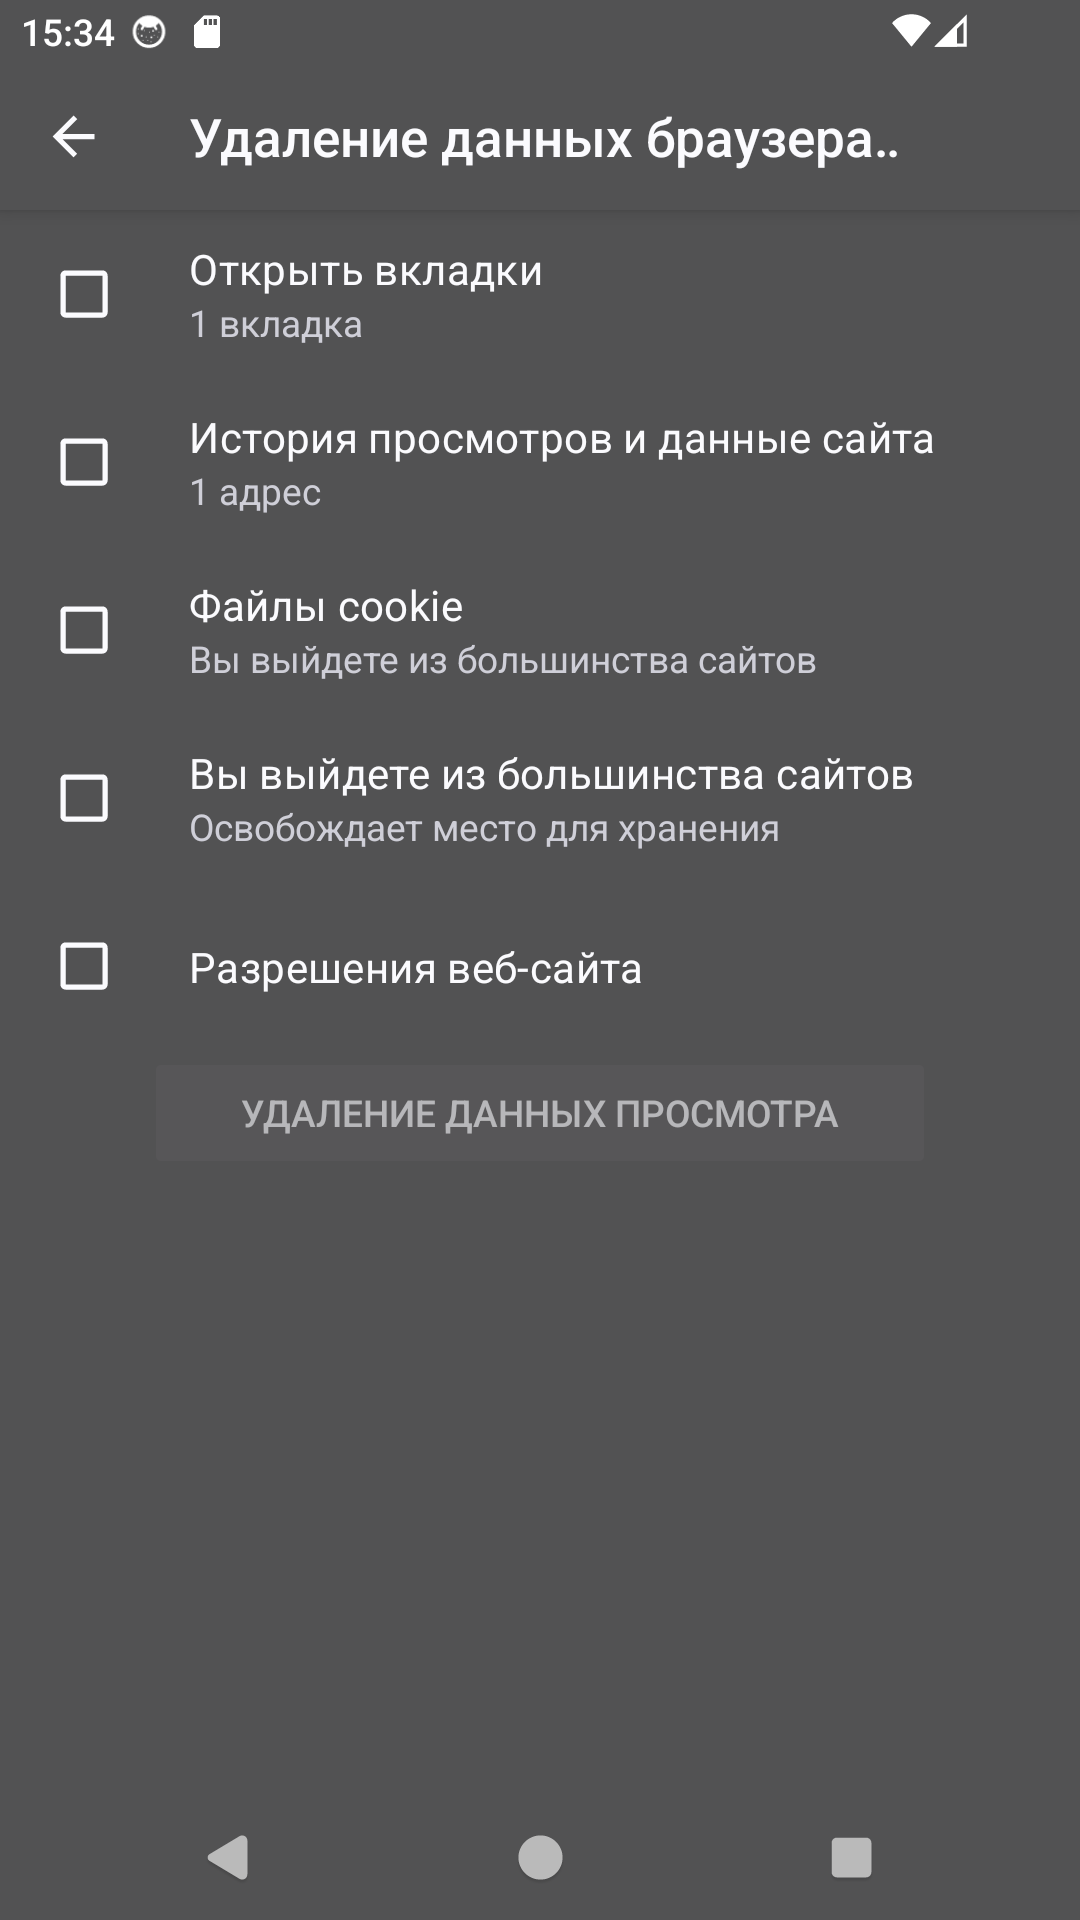 15:34
Удаление данных браузера..
Открыть вкладки
1 вкладка
История просмотров и данные сайта
1 адрес
Файлы cookie
Вы выйдете из большинства сайтов
Вы выйдете из большинства сайтов
Освобождает место для хранения
Разрешения веб-сайта
УДАЛЕНИЕ ДАННЫХ ПРОСМОТРА